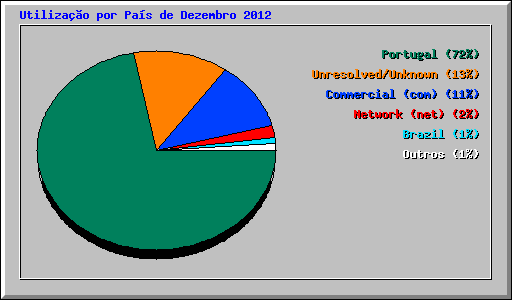 Utilização por País de Dezembro 2012
Portugal (72%)
Unresolved/Unknown (13%)
Commercial (com) (11%)
Network (net) (2%)
Brazil (1%)
Outros (1%)